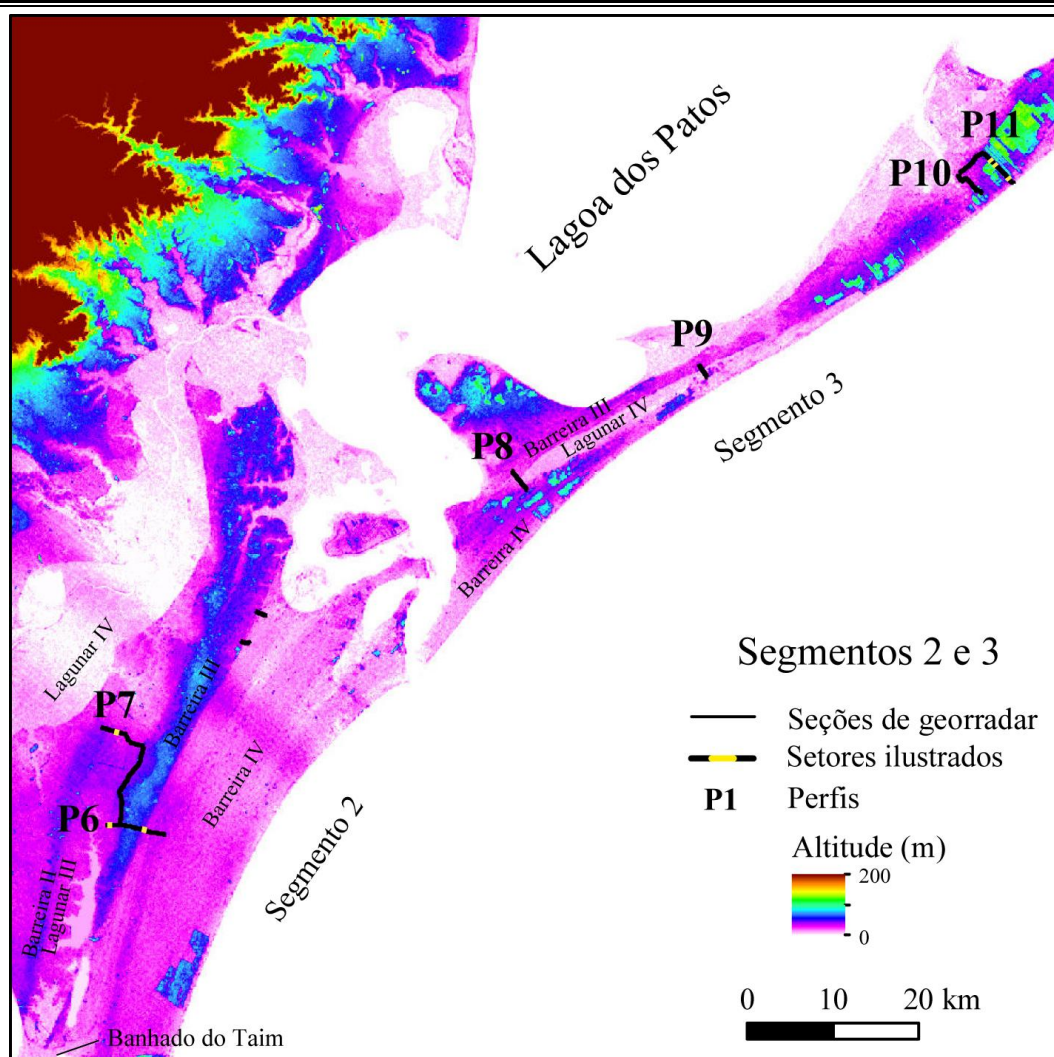 Lagoa dos Patos
P11
P10
P9
Segmento 3
Barreira III
Lagunar IV
P8
Barreira IV
Lagunar IV
Barreira III
P7
Barreira IV
P6
Segmento 2
Barreira II
Lagunar III
Banhado do Taim
Segmentos 2 e 3
Seções de georradar
Setores ilustrados
P1 Perfis
Altitude (m)
200
0
0 10 20 km